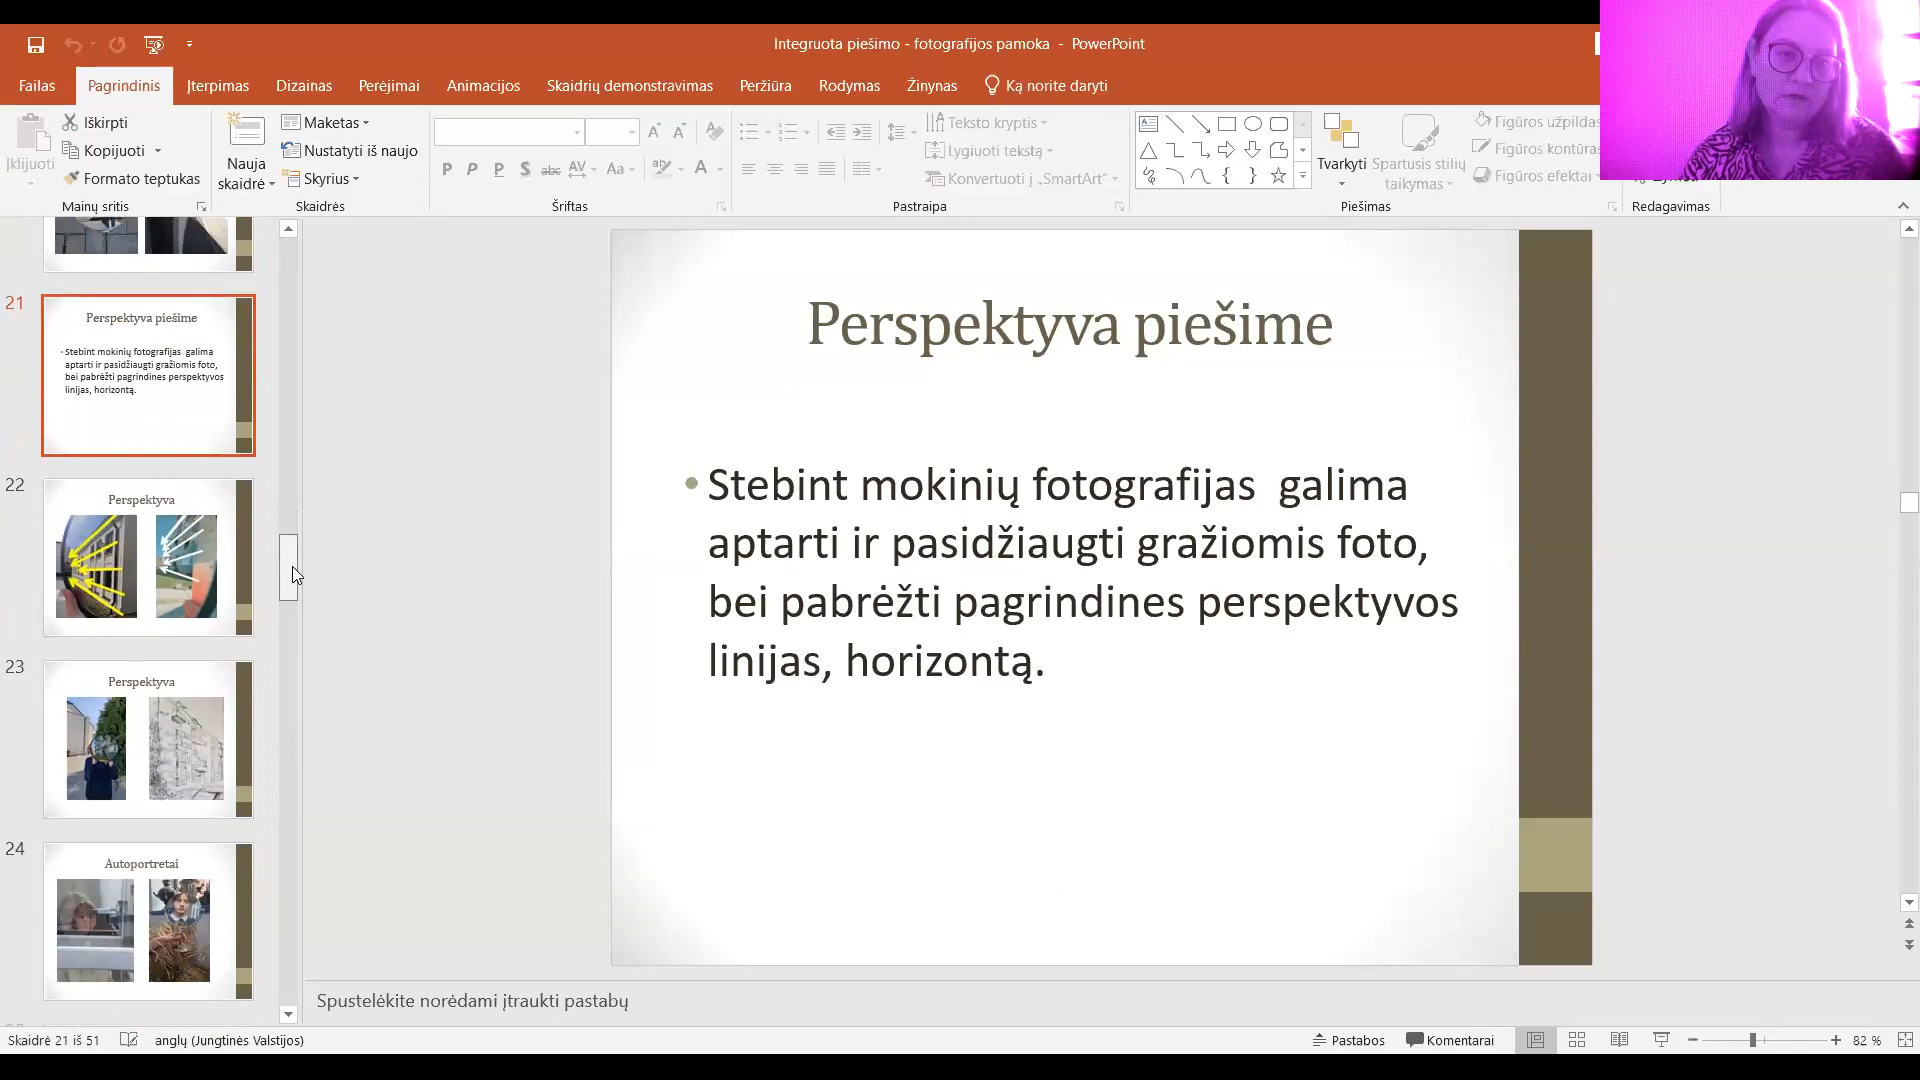 Integruota piešimo - fotografijos pamoka - PowerPoint
Failas Pagrindinis Įterpimas Dizainas Perėjimai Animacijos Skaidrių demonstravimas Peržiūra Rodymas Žinynas Ką norite daryti
Įklijuoti
Iškirpti
Kopijuoti
Formato teptukas
Mainų sritis
Nauja
skaidrė
Maketas
Nustatyti iš naujo
Skyrius
Skaidrės
P P P S abc AV Aa A
Šriftas
Teksto kryptis
Lygiuoti tekstą
Konvertuoti į „SmartArt“
Pastraipa
Tvarkyti
Spartusis stilių
taikymas
Figūros užpildas
Figūros kontūras
Figūros efektai
Piešimas
Redagavimas
21
Perspektyva piešime
Stebint mokinių fotografijas galima
aptarti ir pasidžiaugti gražiomis foto,
bei pabrėžti pagrindines perspektyvos
linijas, horizontą.
22
Perspektyva
23
Perspektyva
24
Autoportretai
Perspektyva piešime
• Stebint mokinių fotografijas galima
aptarti ir pasidžiaugti gražiomis foto,
bei pabrėžti pagrindines perspektyvos
linijas, horizontą.
Spustelėkite norėdami įtraukti pastabų
Skaidrė 21 iš 51 anglų (Jungtinės Valstijos) Pastabos Komentarai 82 %